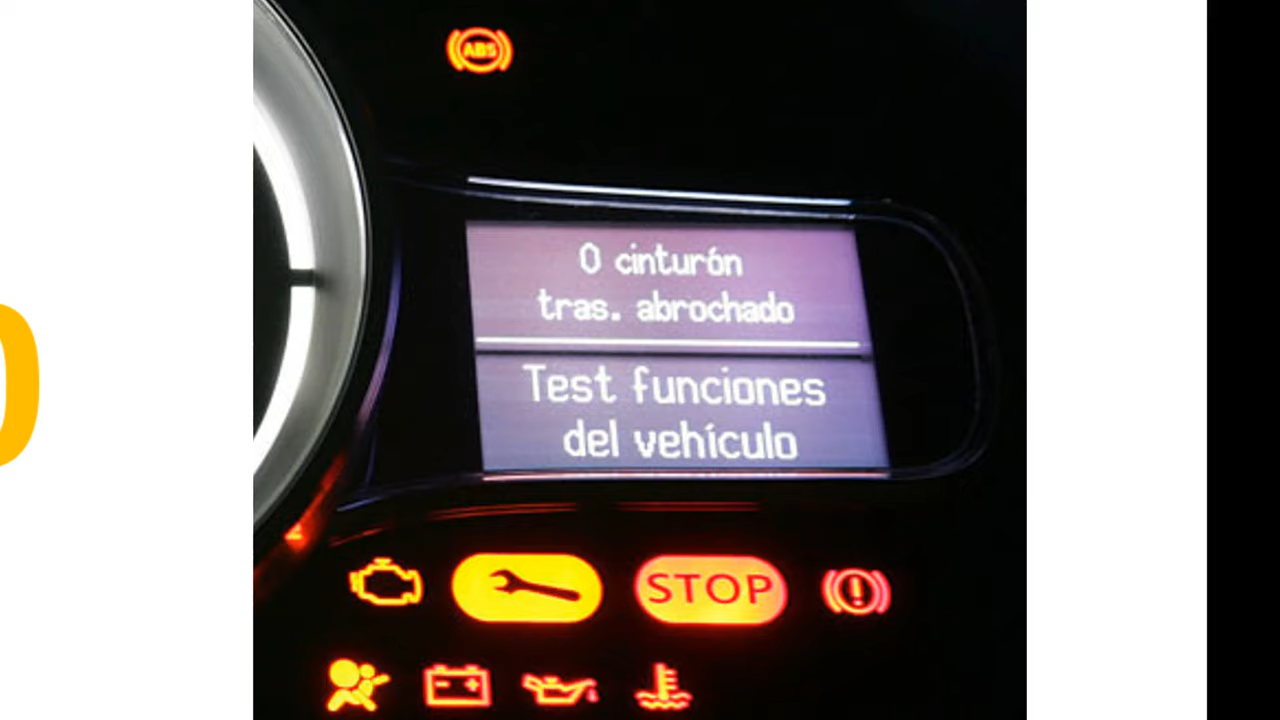 ABS
0 cinturón
tras. abrochado
Test funciones
del vehículo
STOP